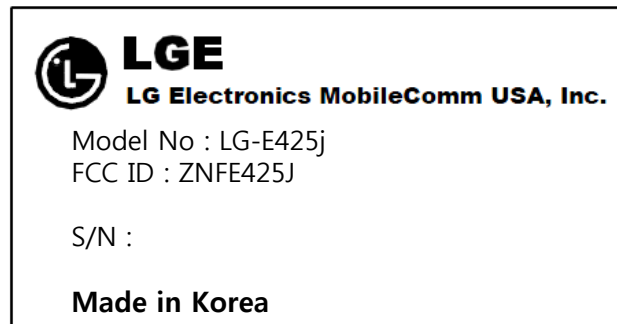 LGE
LG Electronics MobileComm USA, Inc.
Model No : LG-E425j
FCC ID : ZNFE425J
S/N :
Made in Korea